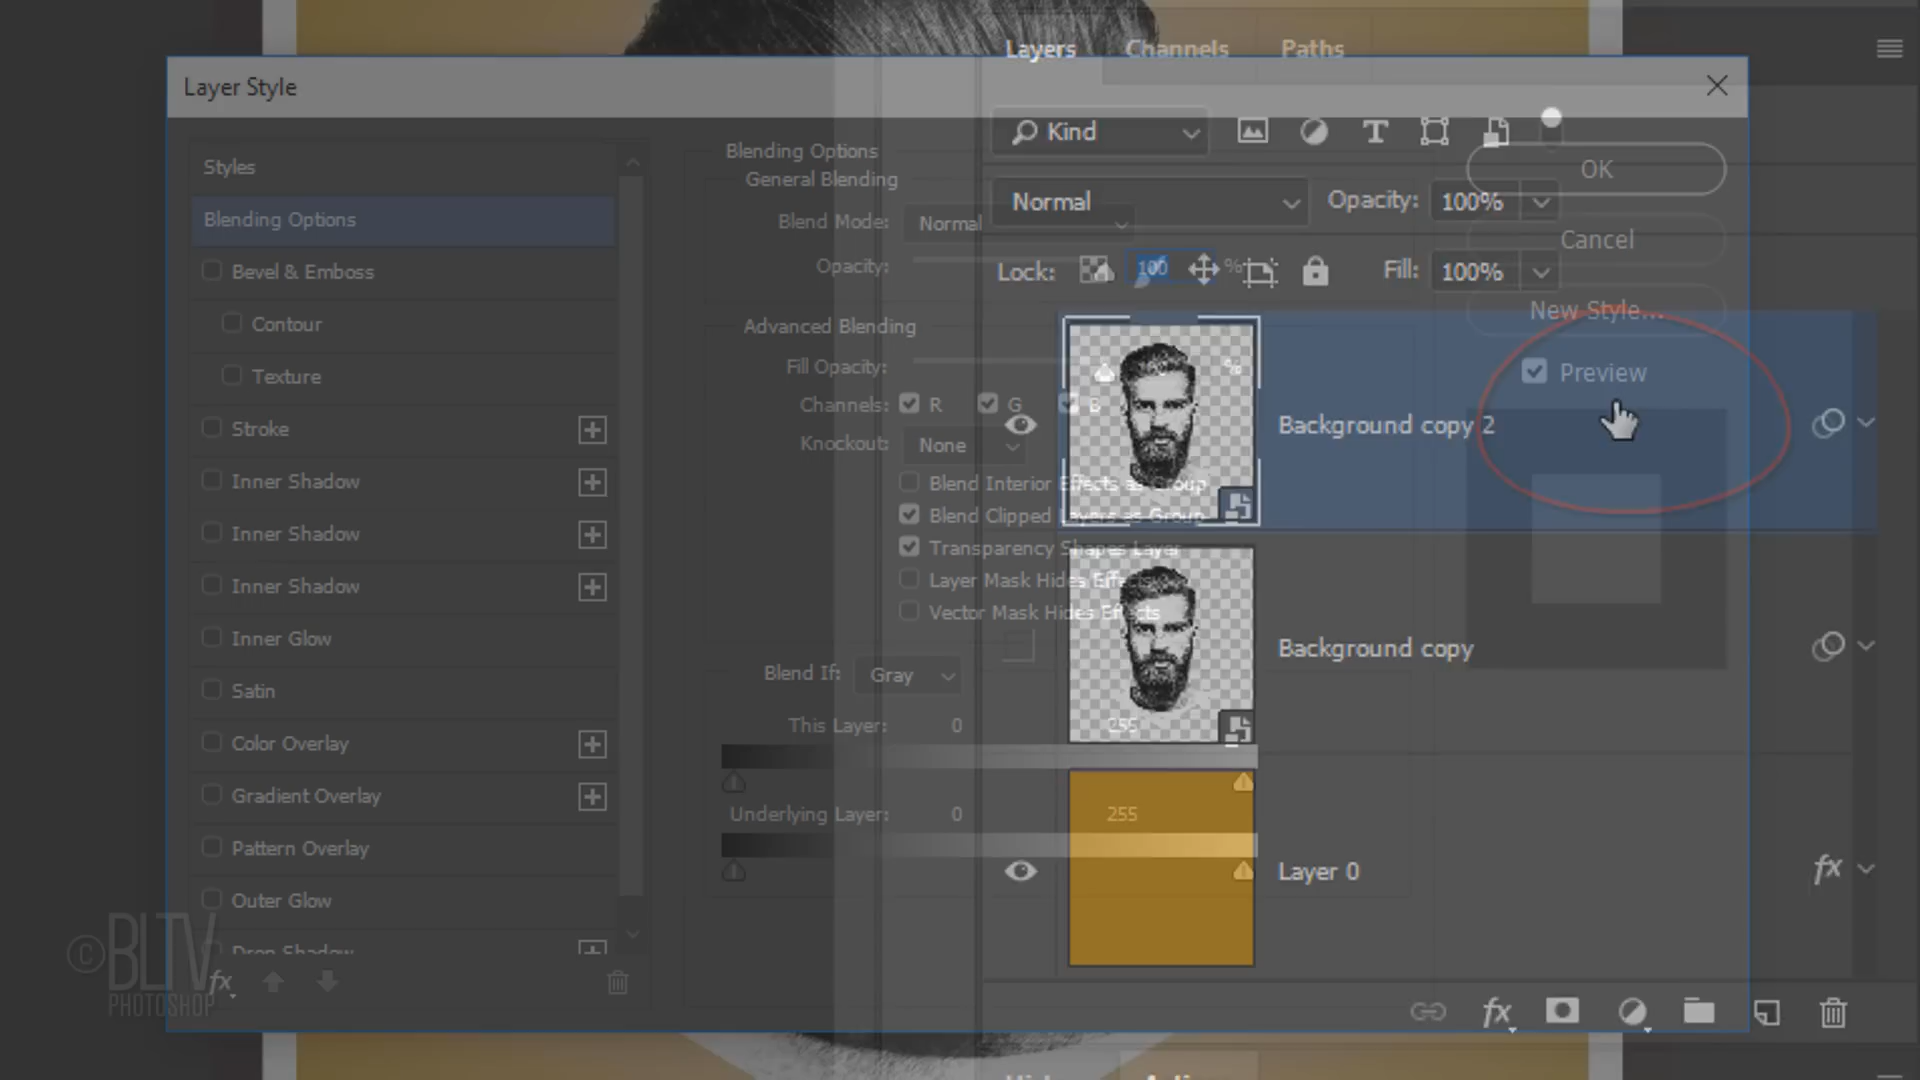 Layers Channels Paths
Layer Style
Kind
Styles
Blending Options
Bevel & Emboss
Contour
Texture
Stroke
Inner Shadow
Inner Shadow
Inner Shadow
Inner Glow
Satin
Color Overlay
Gradient Overlay
Pattern Overlay
Outer Glow
Drop Shadow
fx
Blending Options
General Blending
Blend Mode: Normal
Opacity: 100 %
Advanced Blending
Fill Opacity: %
Channels: R G B
Knockout: None
Blend Interior Effects as Group
Blend Clipped Layers as Group
Transparency Shapes Layer
Layer Mask Hides Effects
Vector Mask Hides Effects
Blend If: Gray
This Layer: 0 255
Underlying Layer: 0 255
Normal Opacity: 100%
Lock: Fill: 100%
Background copy 2
Background copy
Layer 0 fx
fx
OK
Cancel
New Style...
Preview
©BLTV
PHOTOSHOP